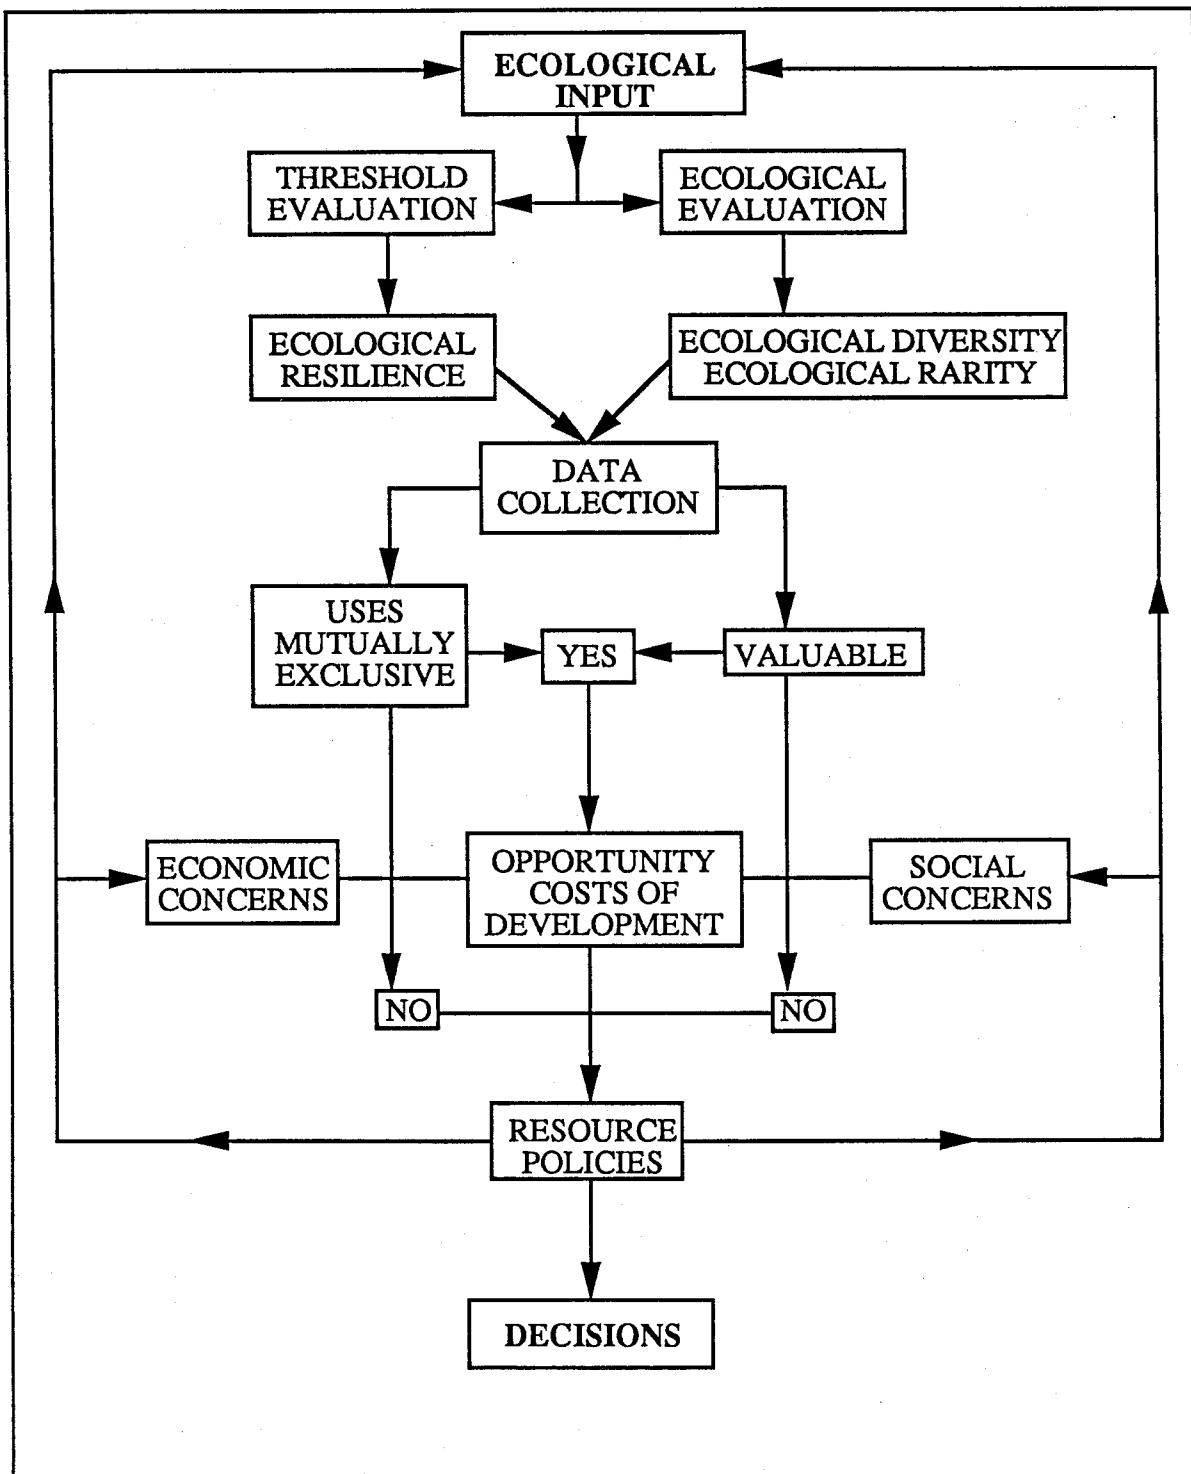 ECOLOGICAL
INPUT
THRESHOLD
EVALUATION
ECOLOGICAL
EVALUATION
ECOLOGICAL
RESILIENCE
ECOLOGICAL DIVERSITY
ECOLOGICAL RARITY
DATA
COLLECTION
USES
MUTUALLY
EXCLUSIVE
YES
VALUABLE
ECONOMIC
CONCERNS
OPPORTUNITY
COSTS OF
DEVELOPMENT
SOCIAL
CONCERNS
NO
NO
RESOURCE
POLICIES
DECISIONS